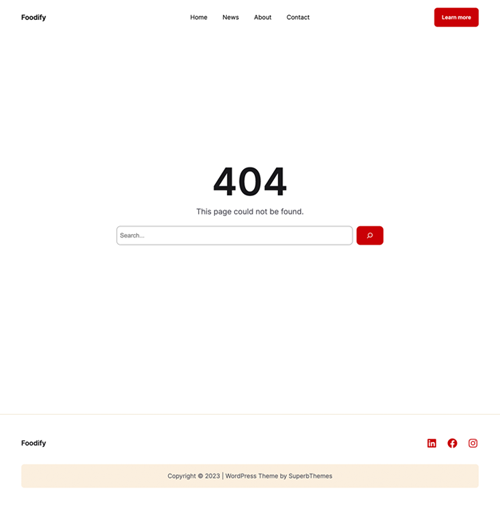 Foodify
Home News About Contact
Learn more
404
This page could not be found.
Search...
Foodify
Copyright © 2023 | WordPress Theme by SuperbThemes